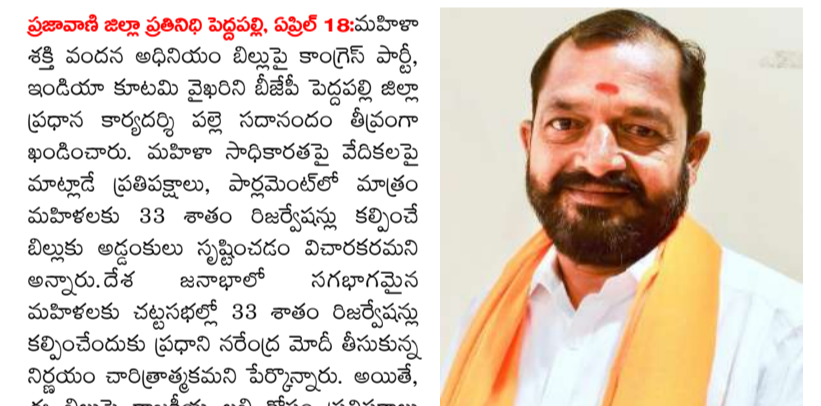 ప్రజావాణి జిల్లా ప్రతినిధి పెద్దపల్లి, ఏప్రిల్ 18:మహిళా
శక్తి వందన అధినియం బిల్లుపై కాంగ్రెస్ పార్టీ,
ఇండియా కూటమి వైఖరిని బీజేపీ పెద్దపల్లి జిల్లా
ప్రధాన కార్యదర్శి పల్లె సదానందం తీవ్రంగా
ఖండించారు. మహిళా సాధికారతపై వేదికలపై
మాట్లాడే ప్రతిపక్షాలు, పార్లమెంట్‌లో మాత్రం
మహిళలకు 33 శాతం రిజర్వేషన్లు కల్పించే
బిల్లుకు అడ్డంకులు సృష్టించడం విచారకరమని
అన్నారు.దేశ జనాభాలో సగభాగమైన
మహిళలకు చట్టసభల్లో 33 శాతం రిజర్వేషన్లు
కల్పించేందుకు ప్రధాని నరేంద్ర మోదీ తీసుకున్న
నిర్ణయం చారిత్రాత్మకమని పేర్కొన్నారు. అయితే,